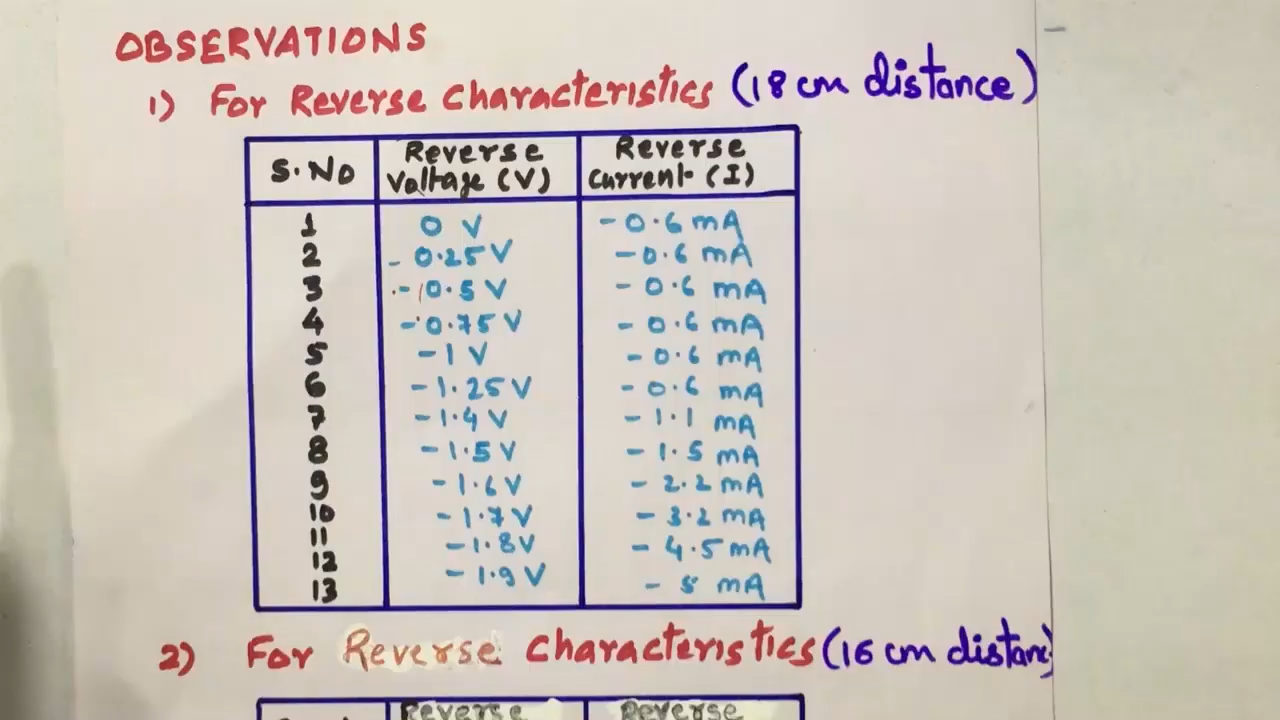 OBSERVATIONS
1) For Reverse Characteristics (18 cm distance)
S.No Reverse Voltage (V) Reverse Current (I)
1 0 V -0.6 mA
2 -0.25 V -0.6 mA
3 -0.5 V -0.6 mA
4 -0.75 V -0.6 mA
5 -1 V -0.6 mA
6 -1.25 V -0.6 mA
7 -1.4 V -1.1 mA
8 -1.5 V -1.5 mA
9 -1.6 V -2.2 mA
10 -1.7 V -3.2 mA
11 -1.8 V -4.5 mA
12 -1.9 V -5 mA
13
2) For Reverse Characteristics (16 cm distanc
Reverse Reverse